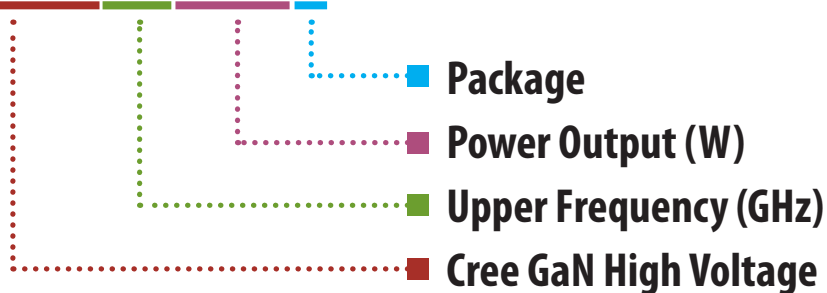 Package
Power Output (W)
Upper Frequency (GHz)
Cree GaN High Voltage